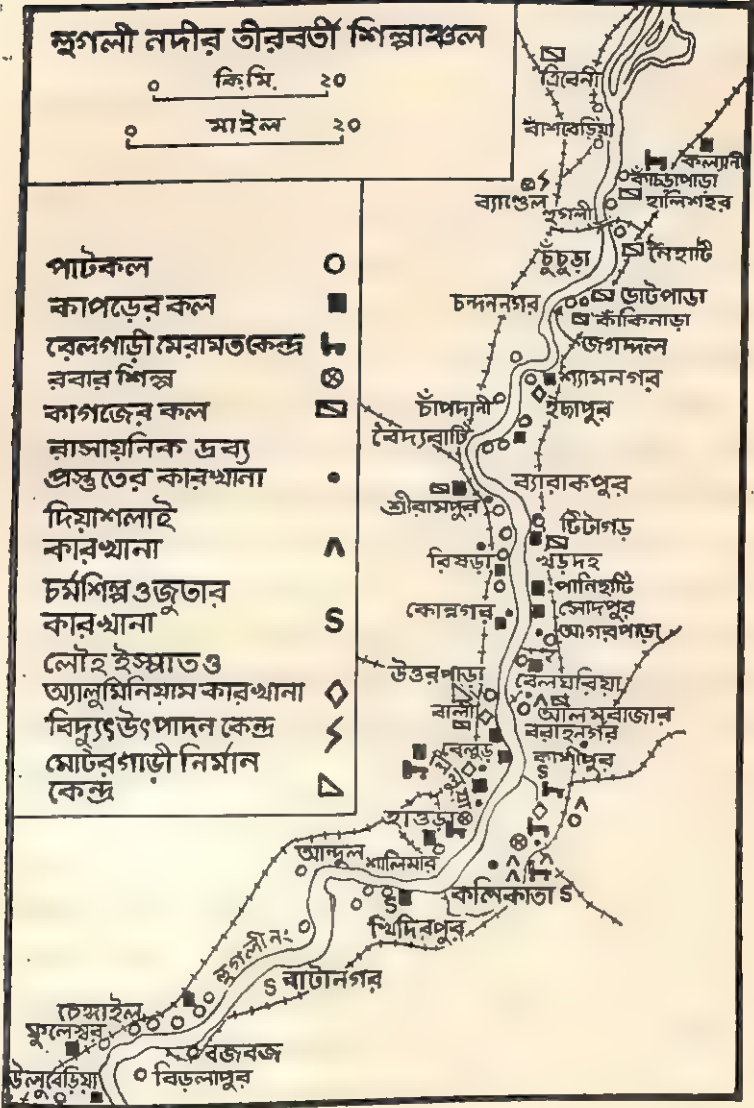 হুগলী নদীর তীরবর্তী শিল্পাঞ্চল
০ কি.মি. ২০
০ মাইল ২০
পাটকল
কাপড়ের কল
রেলগাড়ী মেরামত কেন্দ্র
রবার শিল্প
কাগজের কল
রাসায়নিক দ্রব্য
প্রস্তুতের কারখানা
দিয়াশলাই
কারখানা
চর্মশিল্প ও জুতার
কারখানা
লৌহ ইস্পাত ও
অ্যালুমিনিয়াম কারখানা
বিদ্যুৎ উৎপাদন কেন্দ্র
মোটরগাড়ী নির্মান
কেন্দ্র
ত্রিবেনী
বাঁশবেড়িয়া
কল্যানী
কাঁচড়াপাড়া
ব্যাণ্ডেল
হুগলী
হালিশহর
চুঁচুড়া
নৈহাটি
চন্দননগর
ভাটপাড়া
কাঁকিনাড়া
জগদ্দল
শ্যামনগর
চাঁপদানী
ইছাপুর
বৈদ্যবাটি
ব্যারাকপুর
শ্রীরামপুর
টিটাগড়
রিষড়া
খড়দহ
পানিহাটি
কোন্নগর
সোদপুর
আগরপাড়া
উত্তরপাড়া
বেলঘরিয়া
বালী
আলমবাজার
বরাহনগর
বেলুড়
কাশীপুর
লিলুয়া
হাওড়া
আন্দুল
শালিমার
কলিকাতা
খিদিরপুর
হুগলী নং
বাটানগর
চেঙ্গাইল
ফুলেশ্বর
বজবজ
উলুবেড়িয়া
বিড়লাপুর